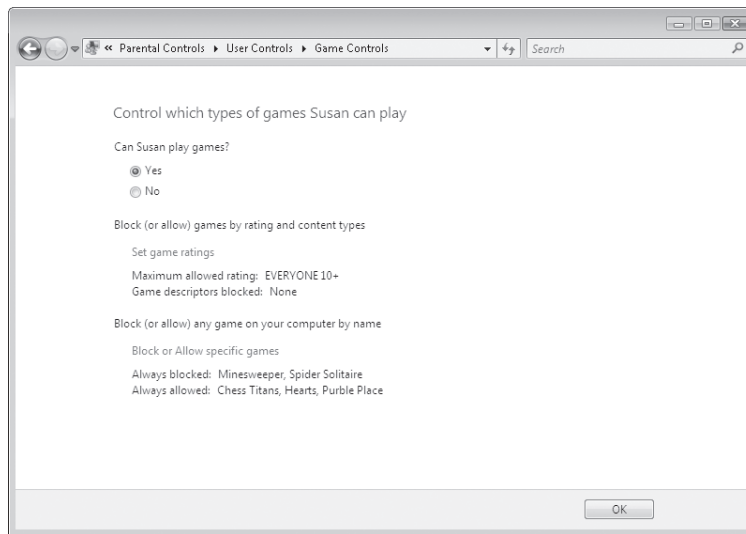 « Parental Controls ▸ User Controls ▸ Game Controls
Search
Control which types of games Susan can play
Can Susan play games?
Yes
No
Block (or allow) games by rating and content types
Set game ratings
Maximum allowed rating: EVERYONE 10+
Game descriptors blocked: None
Block (or allow) any game on your computer by name
Block or Allow specific games
Always blocked: Minesweeper, Spider Solitaire
Always allowed: Chess Titans, Hearts, Purble Place
OK